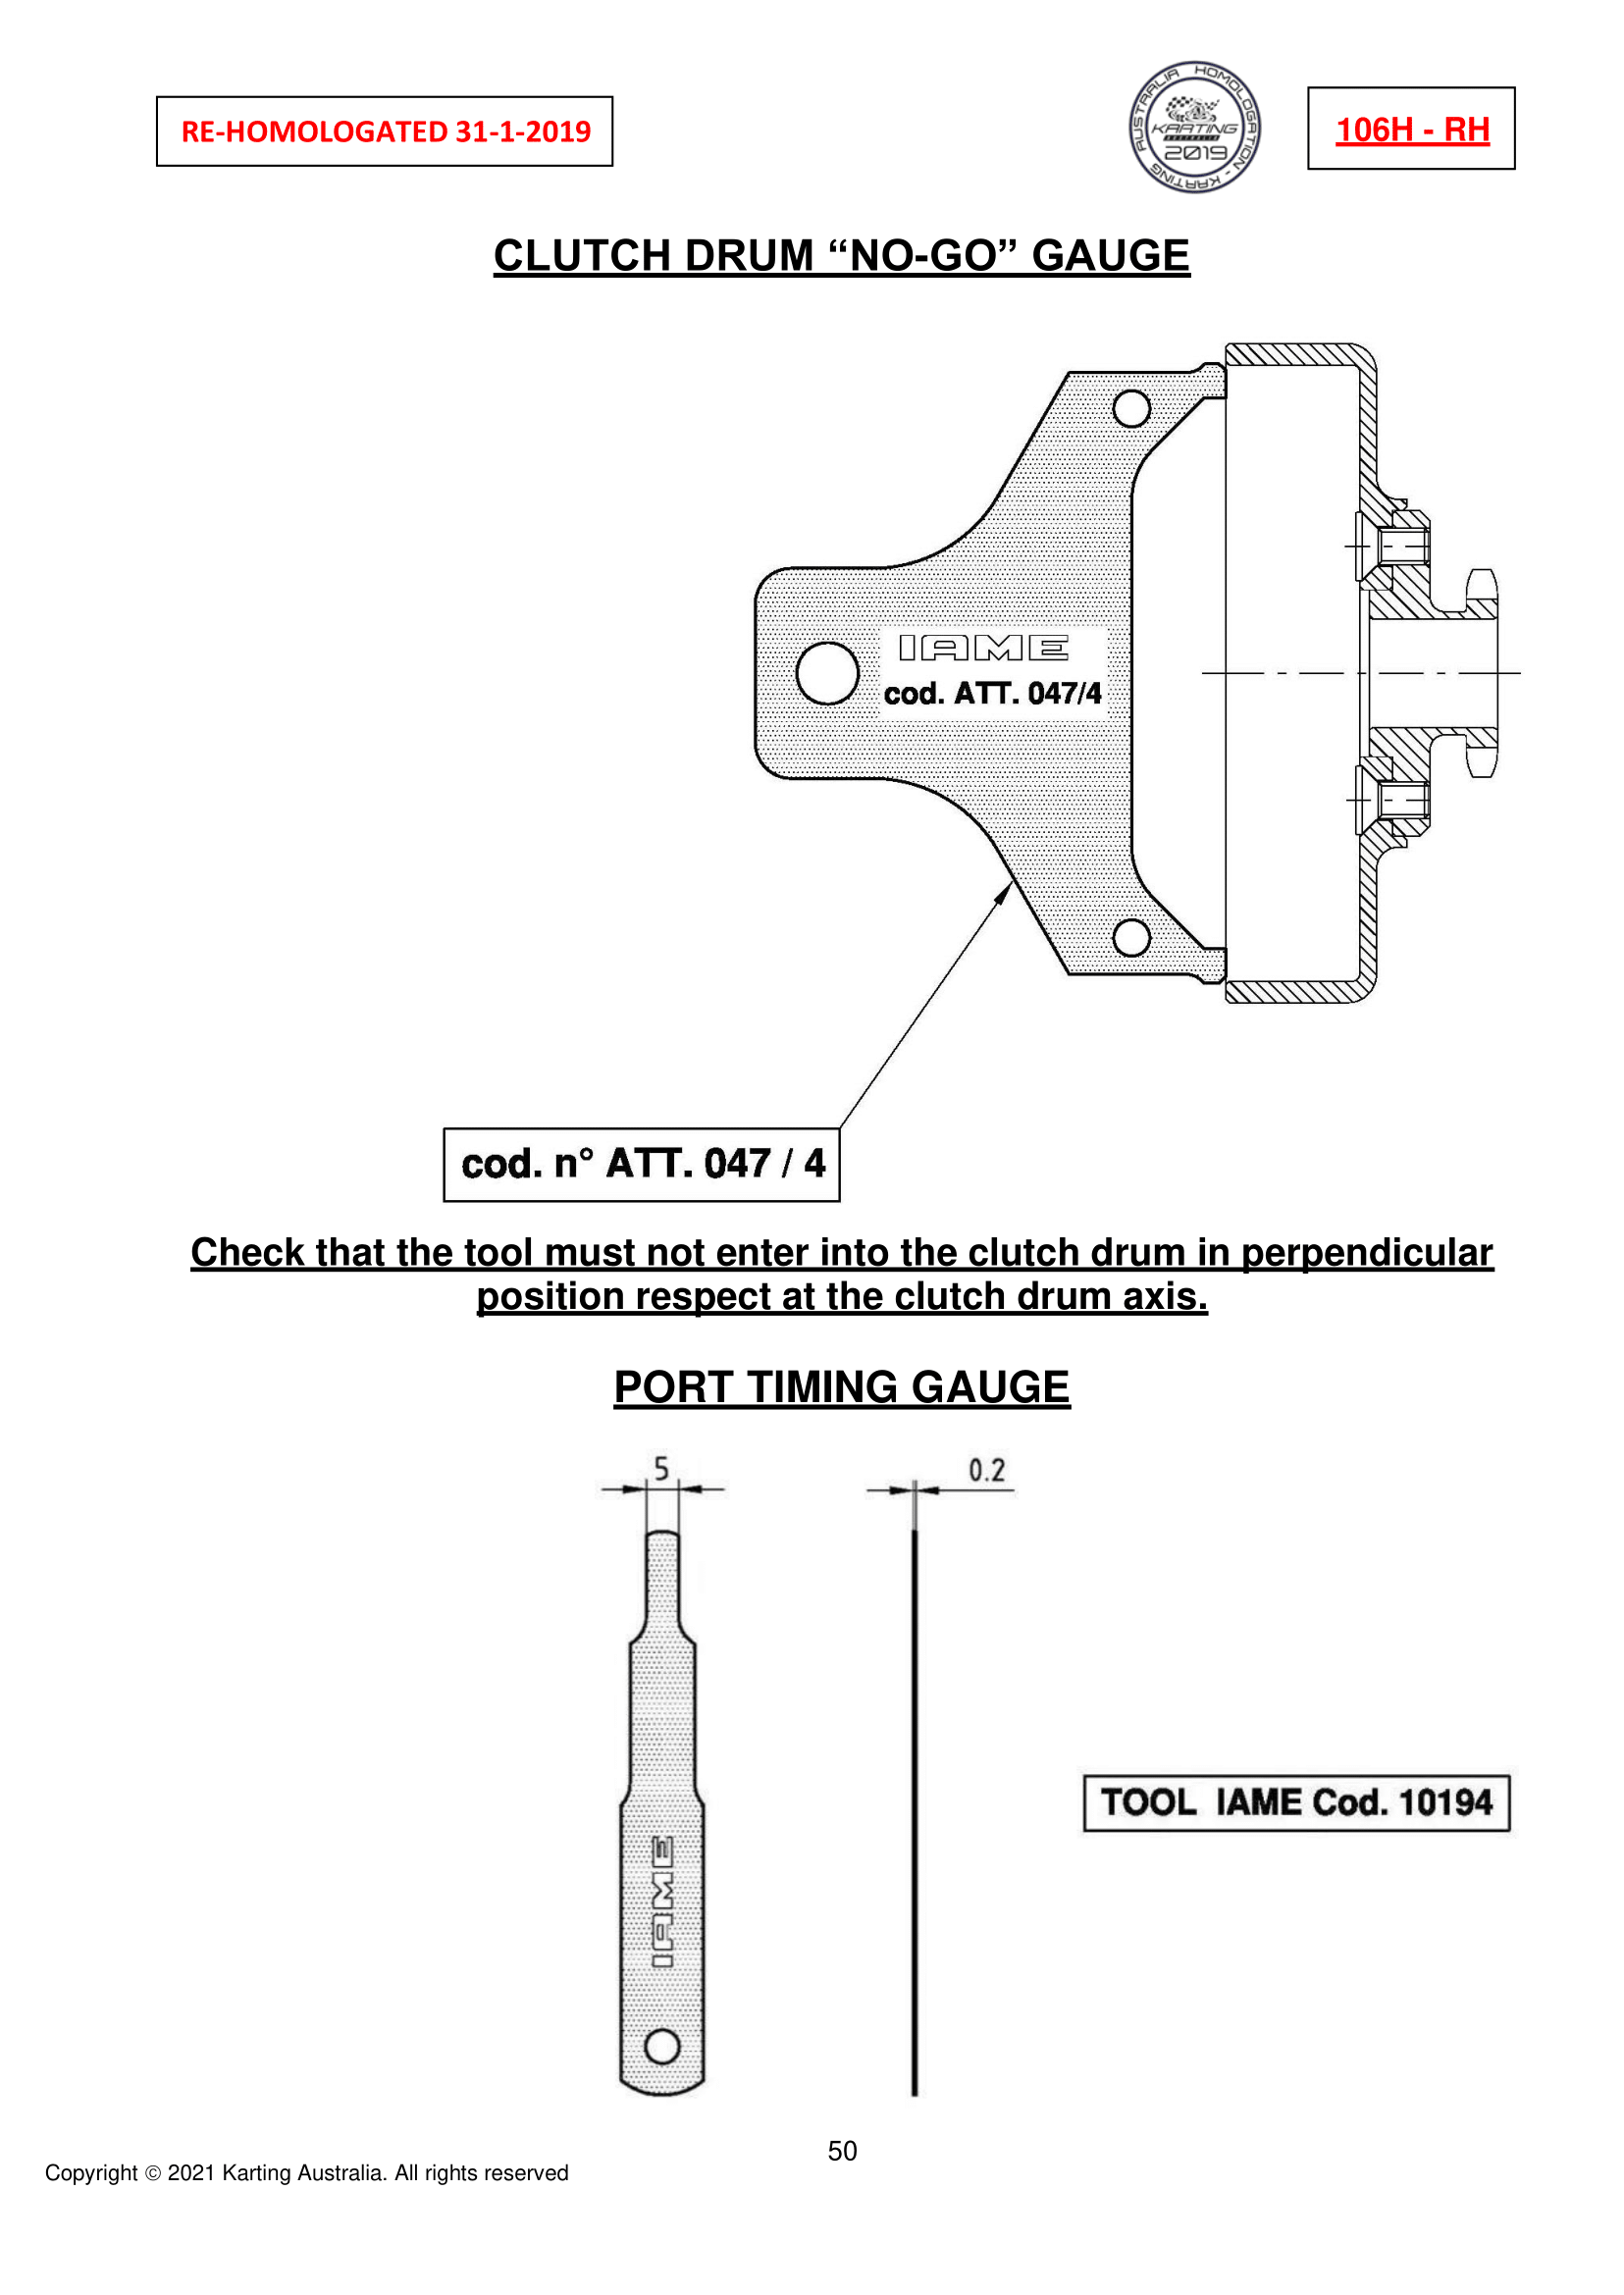 RE-HOMOLOGATED 31-1-2019
AUSTRALIA HOMOLOGATION - KARTING
KARTING
AUSTRALIA
2019
106H - RH
CLUTCH DRUM “NO-GO” GAUGE
IAME
cod. ATT. 047/4
cod. n° ATT. 047 / 4
Check that the tool must not enter into the clutch drum in perpendicular
position respect at the clutch drum axis.
PORT TIMING GAUGE
5
0.2
TOOL IAME Cod. 10194
IAME
50
Copyright © 2021 Karting Australia. All rights reserved